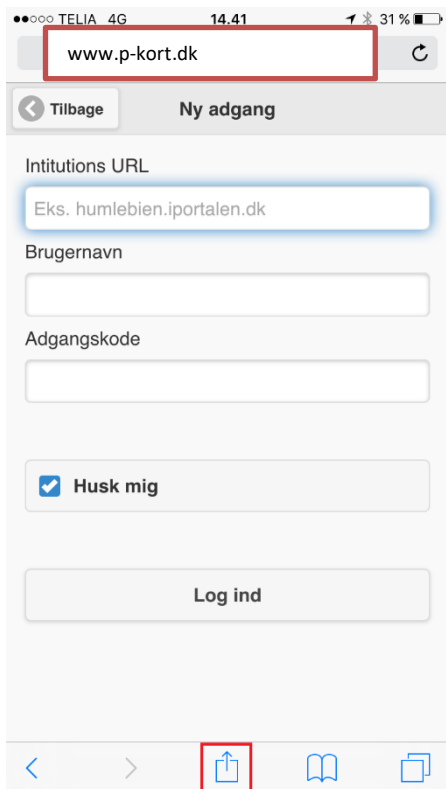 TELIA 4G 14.41 31 %
www.p-kort.dk
Tilbage Ny adgang
Intitutions URL
Eks. humlebien.iportalen.dk
Brugernavn
Adgangskode
Husk mig
Log ind